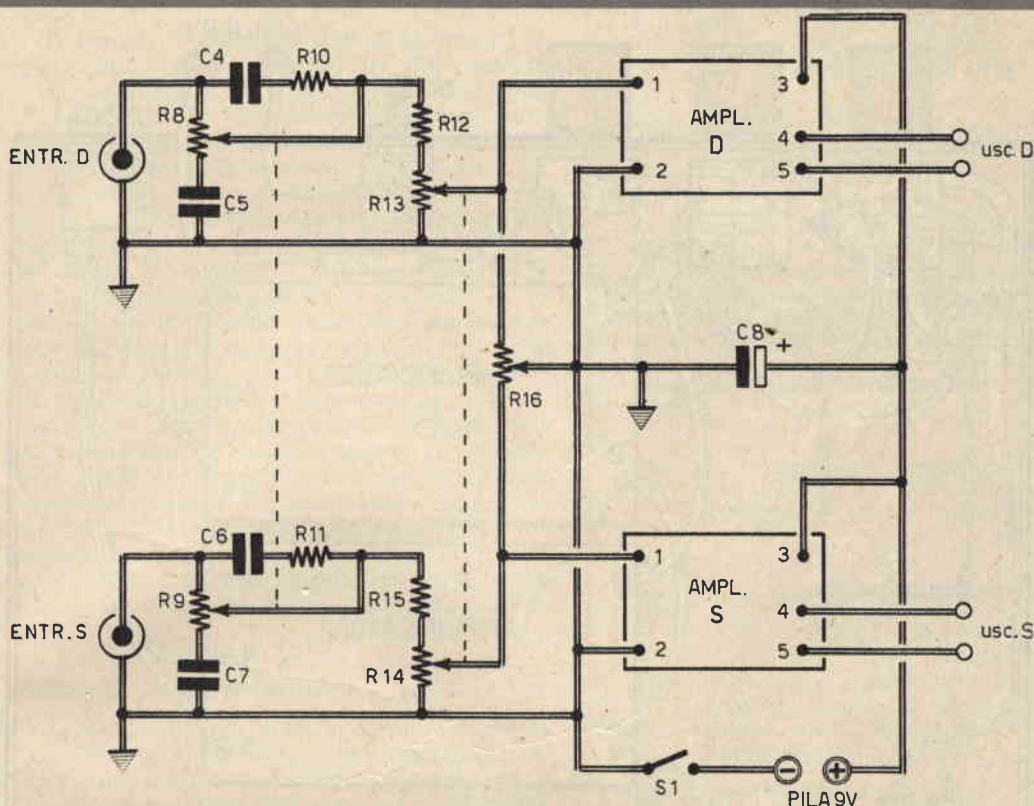 C4
R10
R8
R12
ENTR. D
R13
C5
1
3
AMPL.
D
4
2
5
usc.D
C8
+
R16
C6
R11
R9
R15
ENTR.S
R14
C7
1
3
AMPL.
S
4
2
5
usc.S
S1
- +
PILA 9V